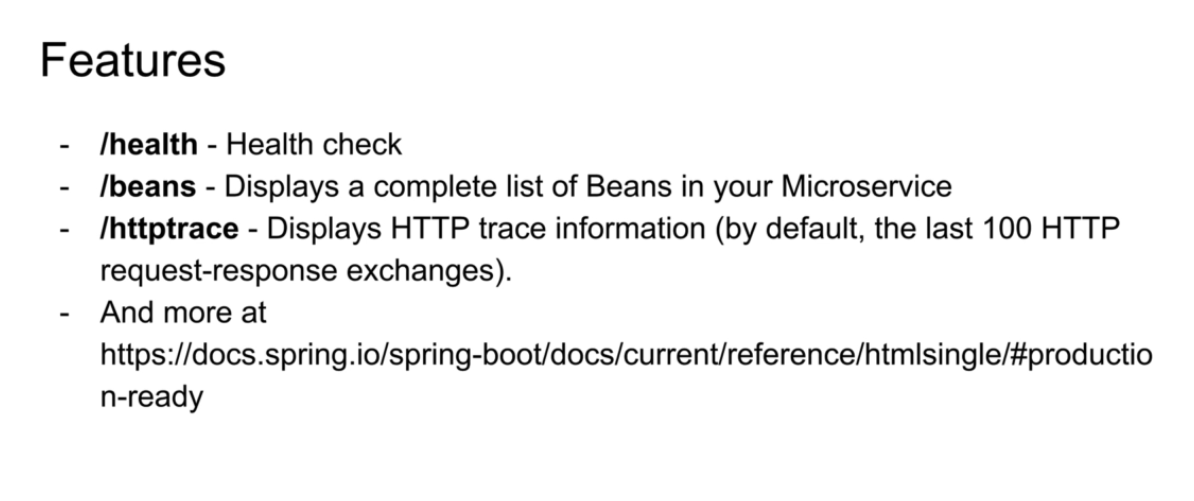 Features
- /health - Health check
- /beans - Displays a complete list of Beans in your Microservice
- /httptrace - Displays HTTP trace information (by default, the last 100 HTTP
request-response exchanges).
- And more at
https://docs.spring.io/spring-boot/docs/current/reference/htmlsingle/#productio
n-ready